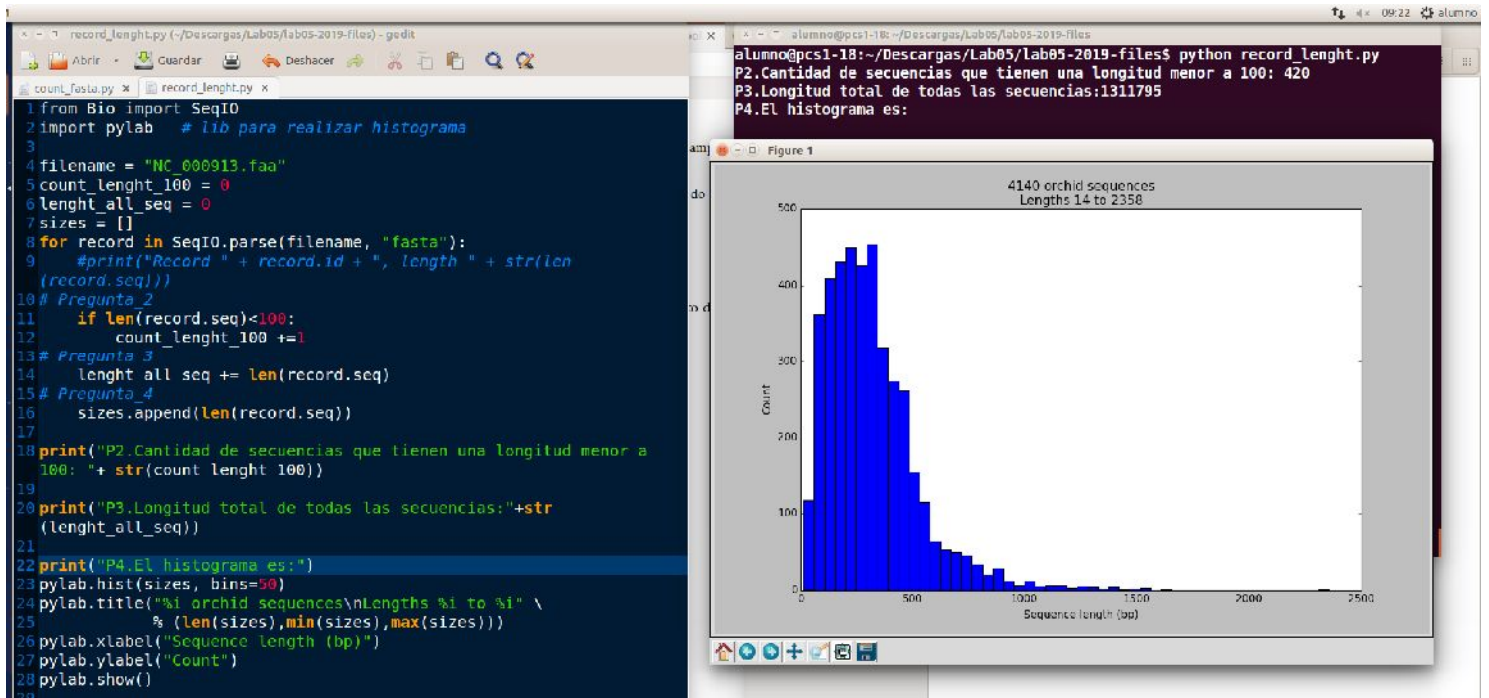 09:22 alumno
record_lenght.py (~/Descargas/Lab05/lab05-2019-files) - gedit
Abrir Guardar Deshacer
count_fasta.py x record_lenght.py x
1 from Bio import SeqIO
2 import pylab # lib para realizar histograma
3
4 filename = "NC_000913.faa"
5 count_lenght_100 = 0
6 lenght_all_seq = 0
7 sizes = []
8 for record in SeqIO.parse(filename, "fasta"):
9 #print("Record " + record.id + ", length " + str(len
(record.seq)))
10 # Pregunta_2
11 if len(record.seq)<100:
12 count_lenght_100 +=1
13 # Pregunta 3
14 lenght all seq += len(record.seq)
15 # Pregunta_4
16 sizes.append(len(record.seq))
17
18 print("P2.Cantidad de secuencias que tienen una longitud menor a
100: "+ str(count lenght 100))
19
20 print("P3.Longitud total de todas las secuencias:"+str
(lenght_all_seq))
21
22 print("P4.El histograma es:")
23 pylab.hist(sizes, bins=50)
24 pylab.title("%i orchid sequences\nLengths %i to %i" \
25 % (len(sizes),min(sizes),max(sizes)))
26 pylab.xlabel("Sequence length (bp)")
27 pylab.ylabel("Count")
28 pylab.show()
alumno@pcs1-18: ~/Descargas/Lab05/lab05-2019-files
alumno@pcs1-18:~/Descargas/Lab05/lab05-2019-files$ python record_lenght.py
P2.Cantidad de secuencias que tienen una longitud menor a 100: 420
P3.Longitud total de todas las secuencias:1311795
P4.El histograma es:
Figure 1
4140 orchid sequences
Lengths 14 to 2358
500
400
300
200
100
0
Count
0 500 1000 1500 2000 2500
Sequence length (bp)